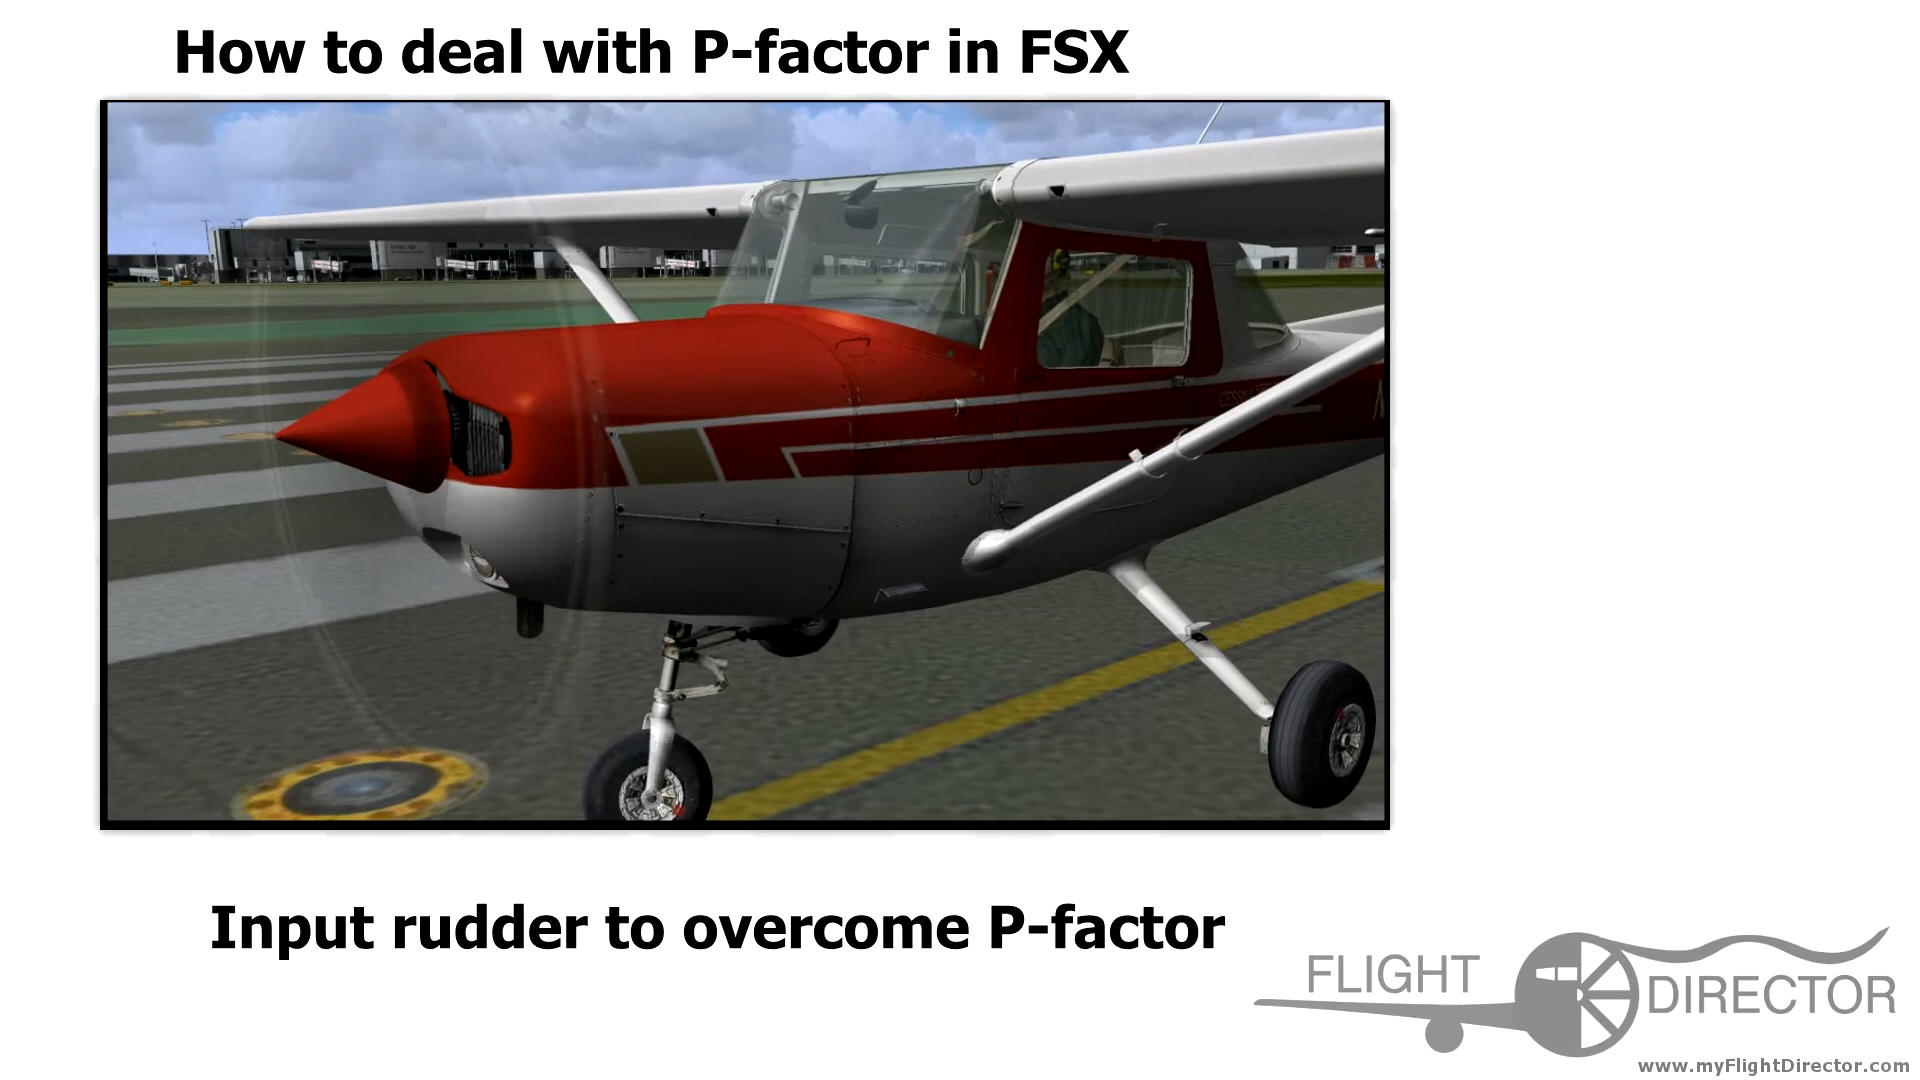 How to deal with P-factor in FSX
Input rudder to overcome P-factor
FLIGHT
DIRECTOR
www.myFlightDirector.com